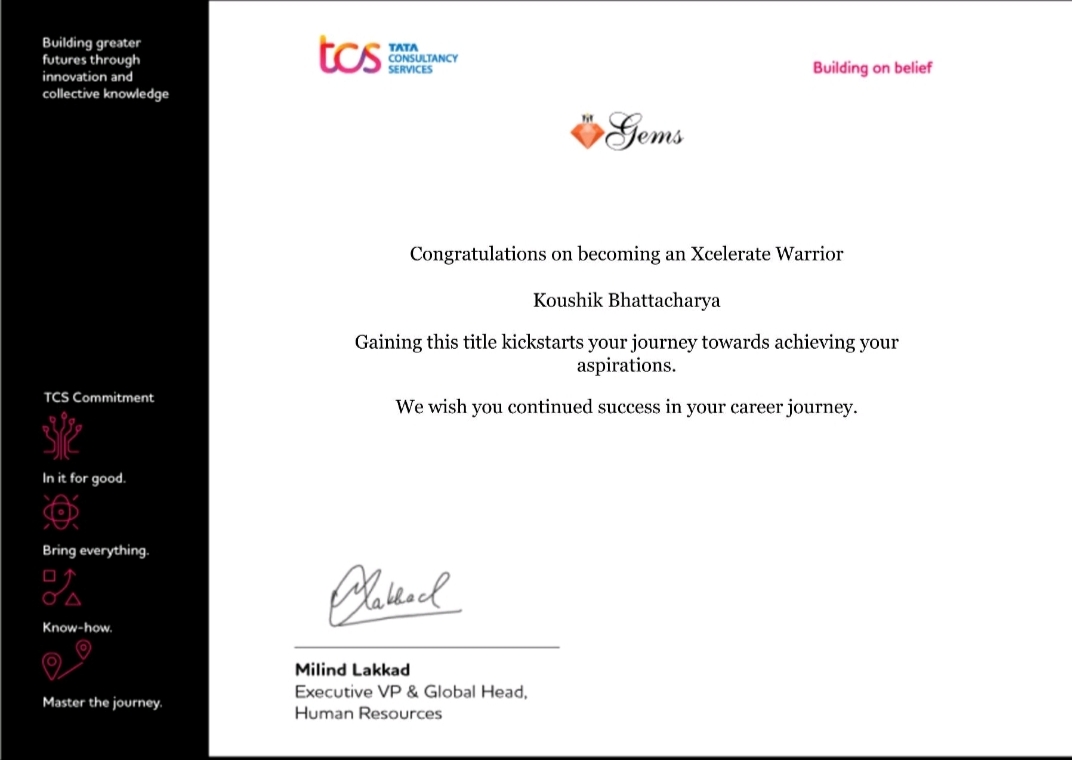 Building greater
futures through
innovation and
collective knowledge
tcs TATA
CONSULTANCY
SERVICES
Building on belief
Gems
Congratulations on becoming an Xcelerate Warrior
Koushik Bhattacharya
Gaining this title kickstarts your journey towards achieving your
aspirations.
We wish you continued success in your career journey.
TCS Commitment
In it for good.
Bring everything.
Know-how.
Master the journey.
Lakkad
Milind Lakkad
Executive VP & Global Head,
Human Resources